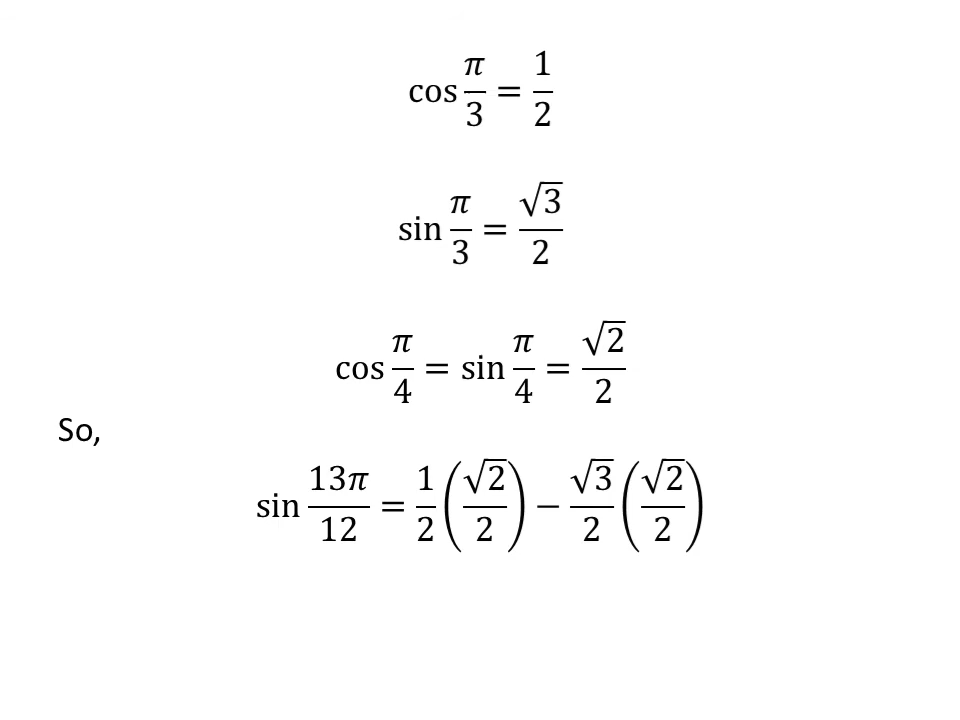 cos π/3 = 1/2
sin π/3 = √3/2
cos π/4 = sin π/4 = √2/2
So,
sin 13π/12 = 1/2 (√2/2) − √3/2 (√2/2)